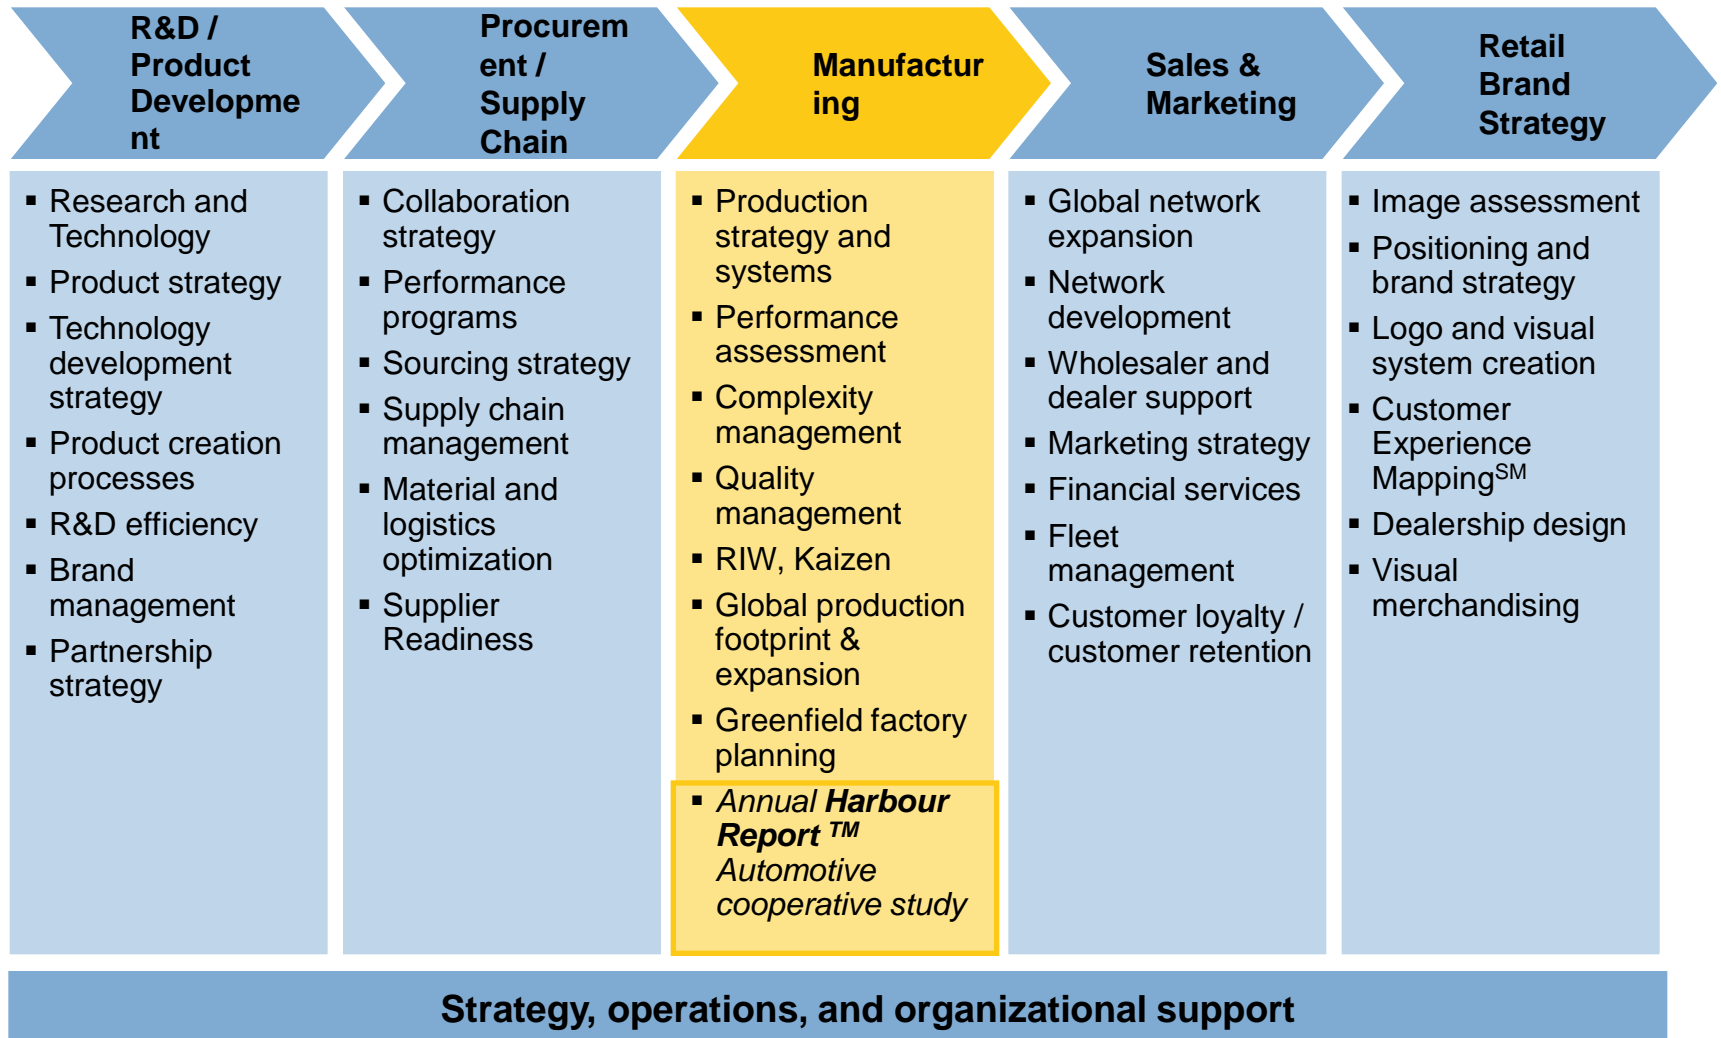 R&D /
Product
Developme
nt
Procurem
ent /
Supply
Chain
Manufactur
ing
Sales &
Marketing
Retail
Brand
Strategy
▪ Research and
Technology
▪ Product strategy
▪ Technology
development
strategy
▪ Product creation
processes
▪ R&D efficiency
▪ Brand
management
▪ Partnership
strategy
▪ Collaboration
strategy
▪ Performance
programs
▪ Sourcing strategy
▪ Supply chain
management
▪ Material and
logistics
optimization
▪ Supplier
Readiness
▪ Production
strategy and
systems
▪ Performance
assessment
▪ Complexity
management
▪ Quality
management
▪ RIW, Kaizen
▪ Global production
footprint &
expansion
▪ Greenfield factory
planning
▪ Annual Harbour
Report TM
Automotive
cooperative study
▪ Global network
expansion
▪ Network
development
▪ Wholesaler and
dealer support
▪ Marketing strategy
▪ Financial services
▪ Fleet
management
▪ Customer loyalty /
customer retention
▪ Image assessment
▪ Positioning and
brand strategy
▪ Logo and visual
system creation
▪ Customer
Experience
MappingSM
▪ Dealership design
▪ Visual
merchandising
Strategy, operations, and organizational support